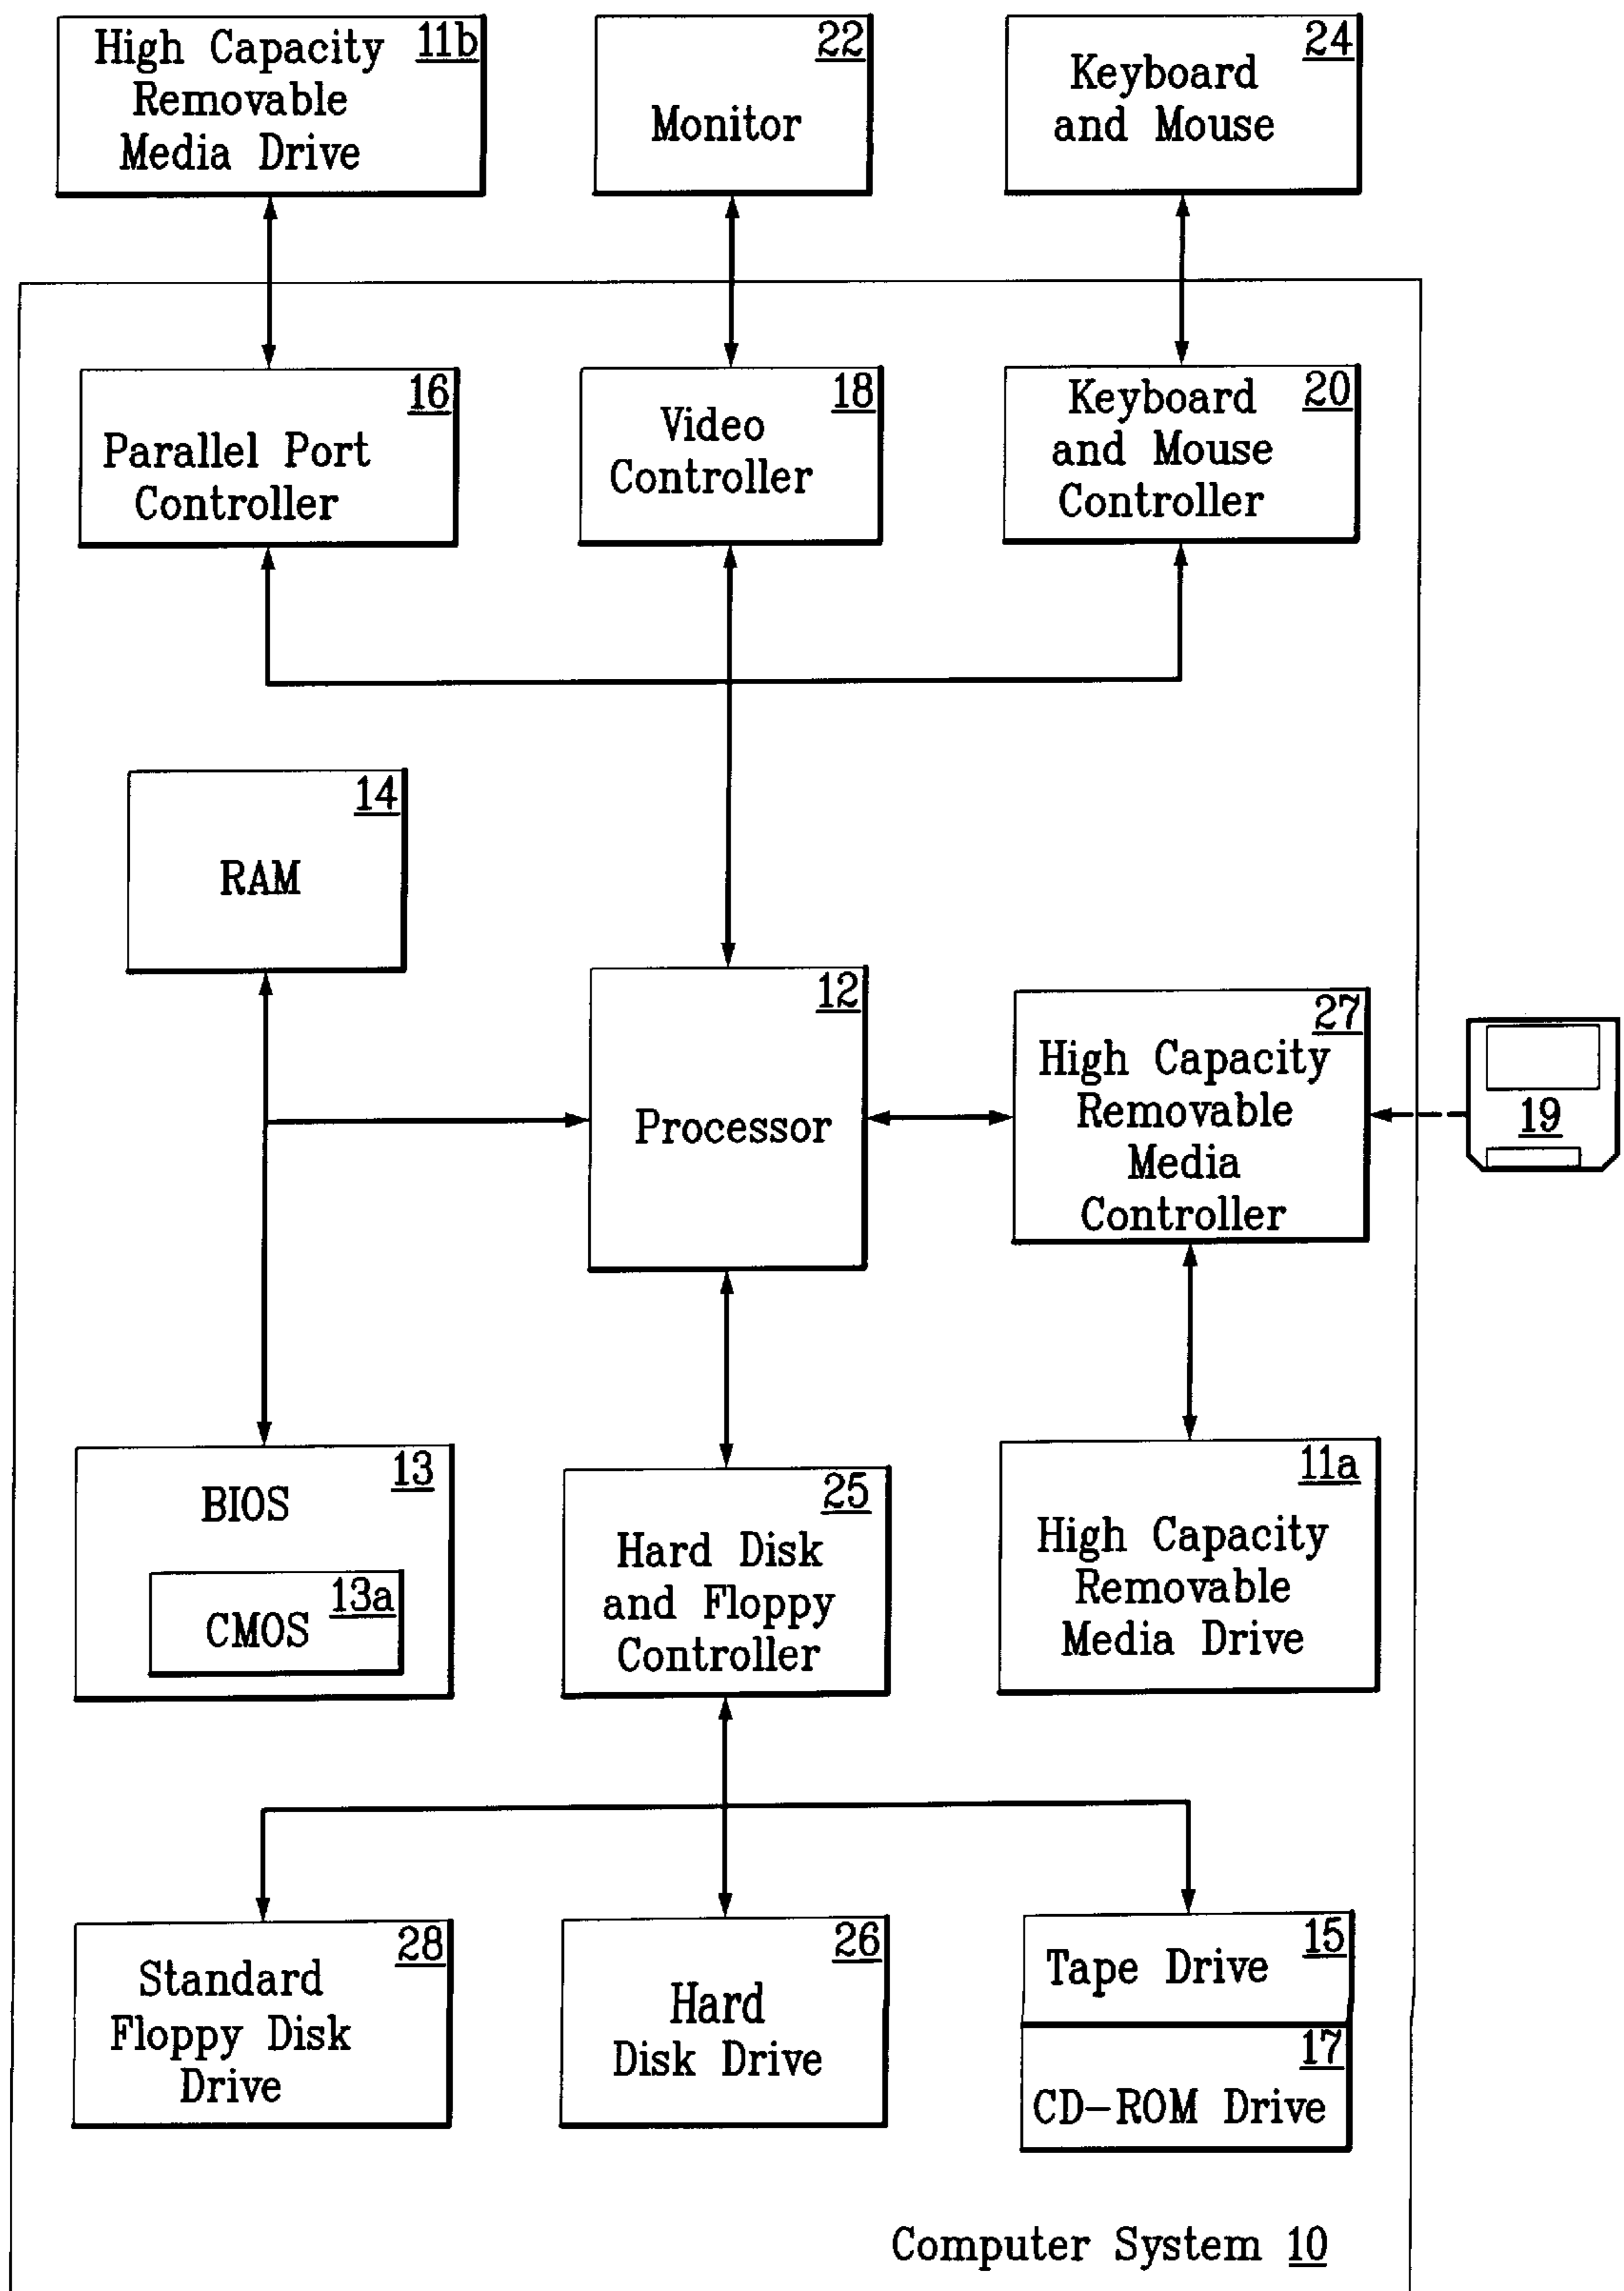 High Capacity 11b
Removable
Media Drive
22
Monitor
24
Keyboard
and Mouse
16
Parallel Port
Controller
18
Video
Controller
20
Keyboard
and Mouse
Controller
14
RAM
12
Processor
27
High Capacity
Removable
Media
Controller
19
13
BIOS
13a
CMOS
25
Hard Disk
and Floppy
Controller
11a
High Capacity
Removable
Media Drive
28
Standard
Floppy Disk
Drive
26
Hard
Disk Drive
15
Tape Drive
17
CD-ROM Drive
Computer System 10